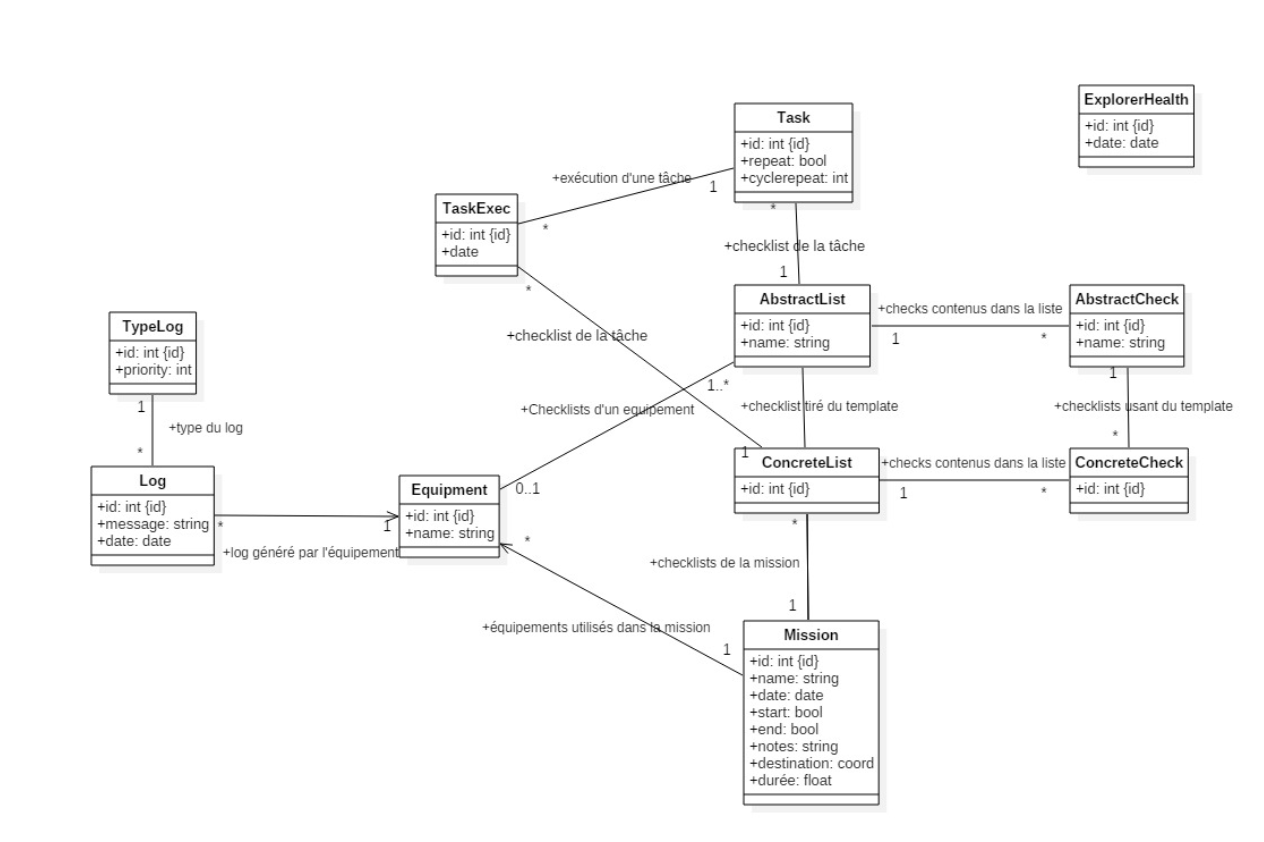 ExplorerHealth
+id: int {id}
+date: date
Task
+id: int {id}
+repeat: bool
+cyclerepeat: int
+exécution d'une tâche
1
*
*
TaskExec
+id: int {id}
+date
*
+checklist de la tâche
1
AbstractList
+id: int {id}
+name: string
+checks contenus dans la liste
1
*
AbstractCheck
+id: int {id}
+name: string
1
TypeLog
+id: int {id}
+priority: int
1
+type du log
*
+checklist de la tâche
1..*
+Checklists d'un equipement
+checklist tiré du template
+checklists usant du template
*
1
Log
+id: int {id}
+message: string
+date: date
*
1
+log généré par l'équipement
Equipment
+id: int {id}
+name: string
0..1
*
ConcreteList
+id: int {id}
+checks contenus dans la liste
1
*
ConcreteCheck
+id: int {id}
*
+checklists de la mission
1
+équipements utilisés dans la mission
1
Mission
+id: int {id}
+name: string
+date: date
+start: bool
+end: bool
+notes: string
+destination: coord
+durée: float